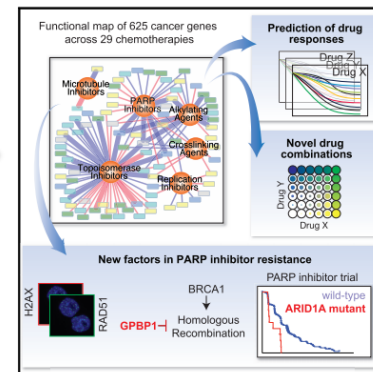 Functional map of 625 cancer genes
across 29 chemotherapies
Microtubule
Inhibitors
PARP
Inhibitors
Alkylating
Agents
Crosslinking
Agents
Topoisomerase
Inhibitors
Replication
Inhibitors
Prediction of drug
responses
Drug Z
Drug Y
Drug X
Novel drug
combinations
Drug Y
Drug X
New factors in PARP inhibitor resistance
H2AX
RAD51
GPBP1
BRCA1
Homologous
Recombination
PARP inhibitor trial
wild-type
ARID1A mutant